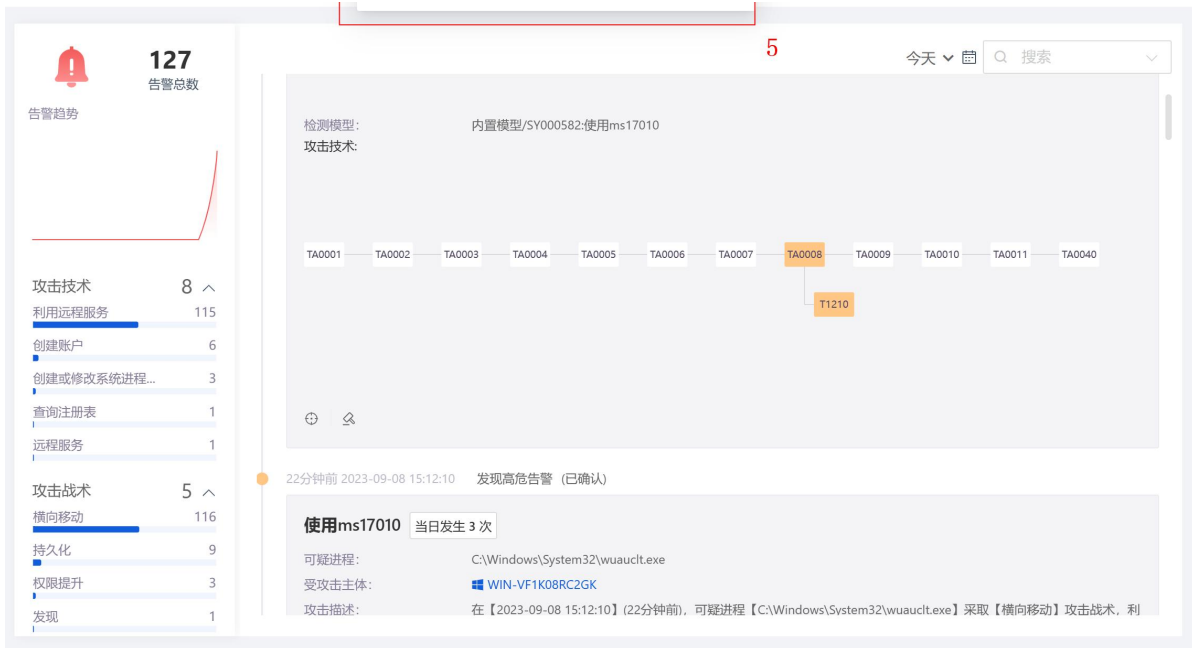 5
127
告警总数
告警趋势
攻击技术 8
利用远程服务 115
创建账户 6
创建或修改系统进程... 3
查询注册表 1
远程服务 1
攻击战术 5
横向移动 116
持久化 9
权限提升 3
发现 1
今天 搜索
检测模型: 内置模型/SY000582:使用ms17010
攻击技术:
TA0001 TA0002 TA0003 TA0004 TA0005 TA0006 TA0007 TA0008 TA0009 TA0010 TA0011 TA0040
T1210
22分钟前 2023-09-08 15:12:10 发现高危告警 (已确认)
使用ms17010 当日发生 3 次
可疑进程: C:\Windows\System32\wuauclt.exe
受攻击主体: WIN-VF1K08RC2GK
攻击描述: 在【2023-09-08 15:12:10】(22分钟前)，可疑进程【C:\Windows\System32\wuauclt.exe】采取【横向移动】攻击战术，利